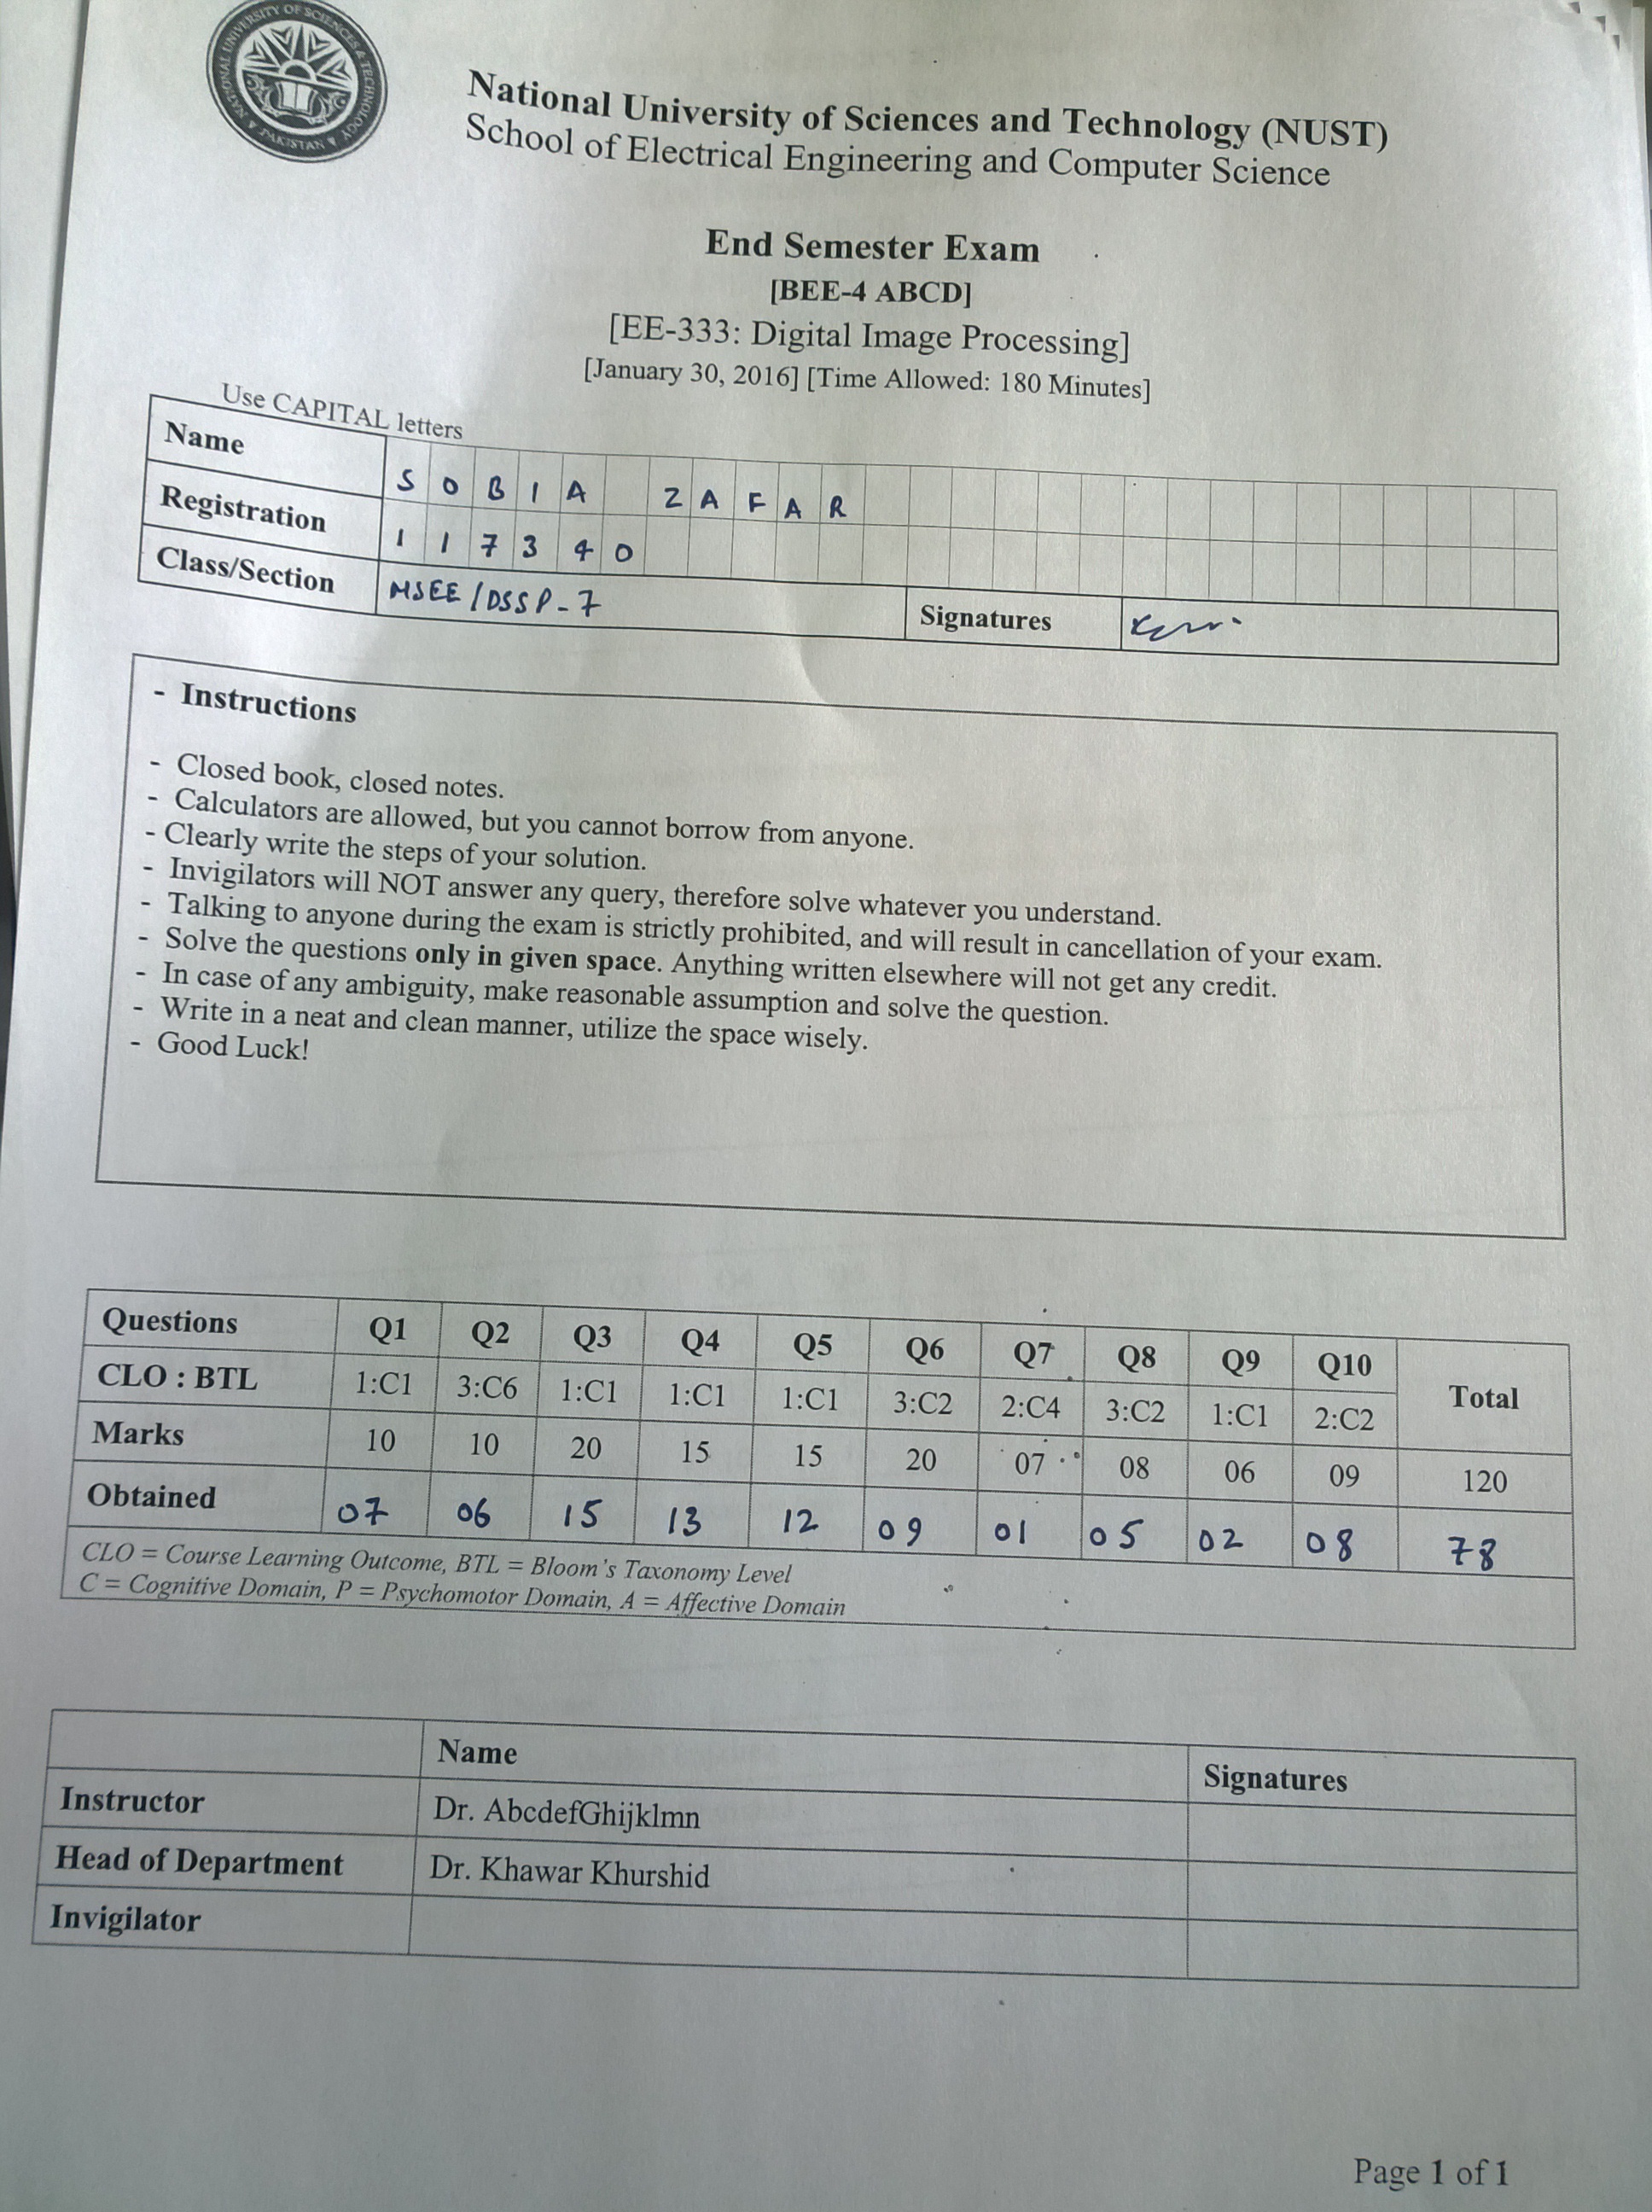 NATIONAL UNIVERSITY OF SCIENCES & TECHNOLOGY
PAKISTAN
National University of Sciences and Technology (NUST)
School of Electrical Engineering and Computer Science
End Semester Exam
[BEE-4 ABCD]
[EE-333: Digital Image Processing]
[January 30, 2016] [Time Allowed: 180 Minutes]
Use CAPITAL letters
Name SOBIA ZAFAR
Registration 117340
Class/Section MSEE/DSSP-7 Signatures
- Instructions
- Closed book, closed notes.
- Calculators are allowed, but you cannot borrow from anyone.
- Clearly write the steps of your solution.
- Invigilators will NOT answer any query, therefore solve whatever you understand.
- Talking to anyone during the exam is strictly prohibited, and will result in cancellation of your exam.
- Solve the questions only in given space. Anything written elsewhere will not get any credit.
- In case of any ambiguity, make reasonable assumption and solve the question.
- Write in a neat and clean manner, utilize the space wisely.
- Good Luck!
Questions Q1 Q2 Q3 Q4 Q5 Q6 Q7 Q8 Q9 Q10 Total
CLO : BTL 1:C1 3:C6 1:C1 1:C1 1:C1 3:C2 2:C4 3:C2 1:C1 2:C2
Marks 10 10 20 15 15 20 07 08 06 09 120
Obtained 07 06 15 13 12 09 01 05 02 08 78
CLO = Course Learning Outcome, BTL = Bloom's Taxonomy Level
C = Cognitive Domain, P = Psychomotor Domain, A = Affective Domain
Name Signatures
Instructor Dr. AbcdefGhijklmn
Head of Department Dr. Khawar Khurshid
Invigilator
Page 1 of 1